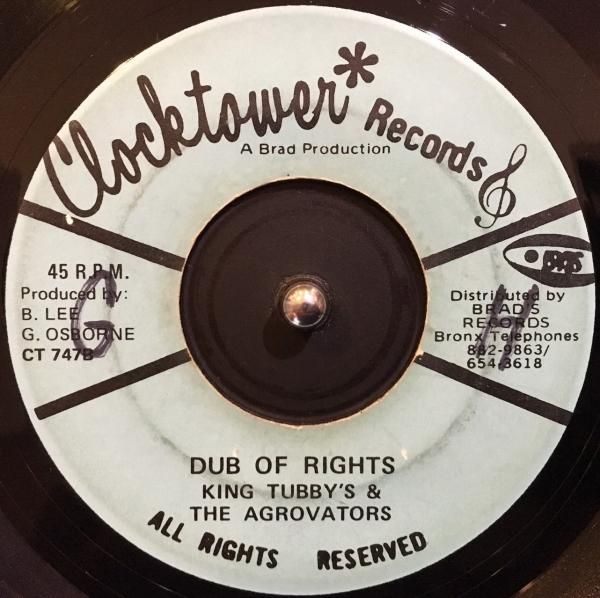 Clocktower* Records
A Brad Production
45 R.P.M.
Produced by:
B. LEE
G. OSBORNE
CT 747B
G
Distributed by
BRAD'S
RECORDS
Bronx Telephones
882-9863/
654-3618
H
DUB OF RIGHTS
KING TUBBY'S &
THE AGROVATORS
ALL RIGHTS RESERVED